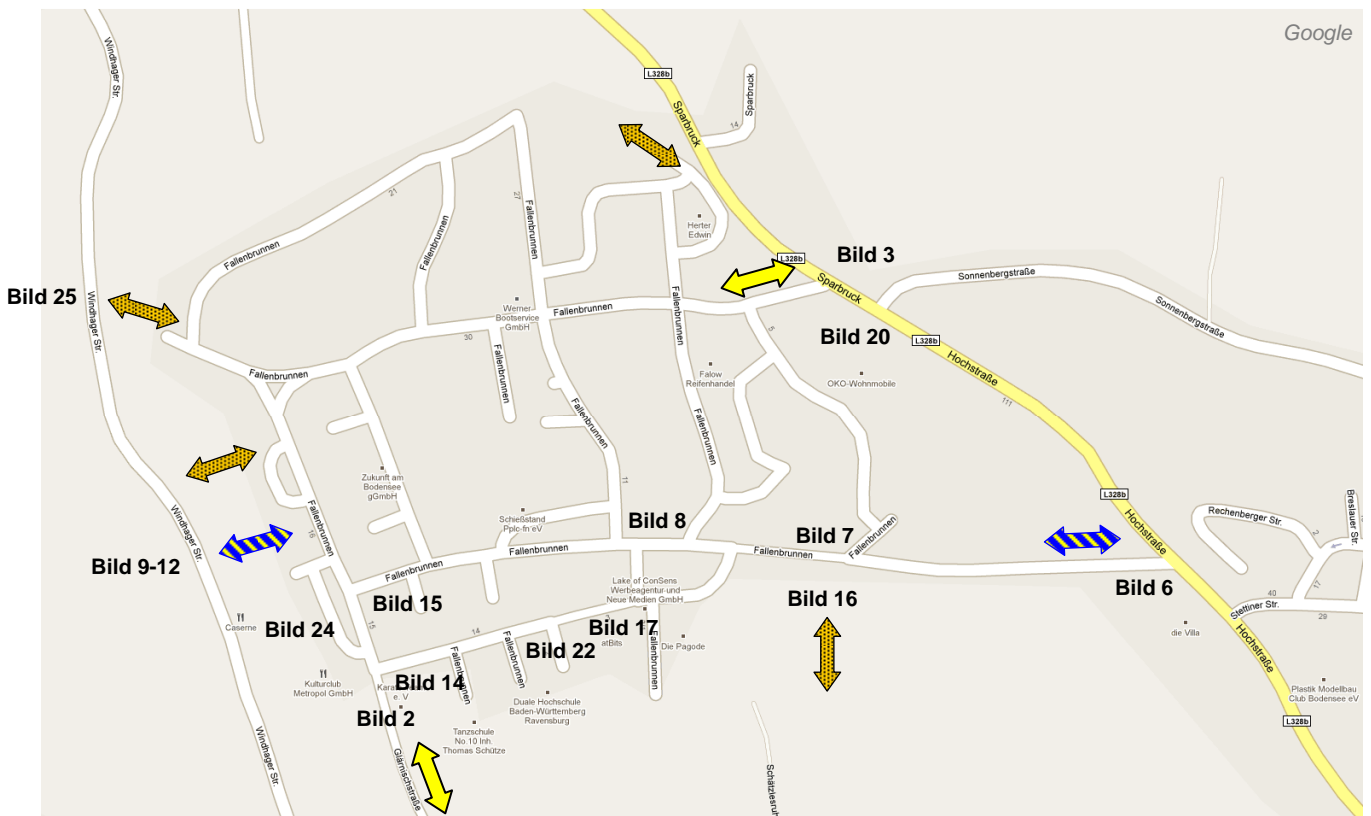 Google
Windhager Str.
L328b
Sparbruck
Sparbruck
14
21
27
Fallenbrunnen
Herter
Edwin
Fallenbrunnen
Fallenbrunnen
L328b
Bild 3
Sparbruck
Sonnenbergstraße
Sonnenbergstraße
Bild 25
Windhager Str.
Werner
Bootservice
GmbH
Fallenbrunnen
Fallenbrunnen
5
30
Bild 20
L328b
Hochstraße
Fallenbrunnen
Fallenbrunnen
Falow
Reifenhandel
OKO-Wohnmobile
111
Fallenbrunnen
Fallenbrunnen
Zukunft am
Bodensee
gGmbH
11
L328b
Windhager Str.
Fallenbrunnen
16
Schießstand
Pplc-fn eV
Bild 8
Bild 7
Fallenbrunnen
Hochstraße
Rechenberger Str.
2
Breslauer Str.
Bild 9-12
Fallenbrunnen
Fallenbrunnen
Fallenbrunnen
Bild 6
17
Lake of ConSens
Werbeagentur und
Neue Medien GmbH
Bild 15
Bild 16
40
Stettiner Str.
29
Caserne
Bild 24
15
14
Bild 17
atBits
Die Pagode
die Villa
Bild 22
Fallenbrunnen
Fallenbrunnen
Fallenbrunnen
Hochstraße
Kulturclub
Metropol GmbH
Bild 14
e. V
Duale Hochschule
Baden-Württemberg
Ravensburg
Plastik Modellbau
Club Bodensee eV
Bild 2
Tanzschule
No.10 Inh.
Thomas Schütze
L328b
Windhager Str.
Glärnischstraße